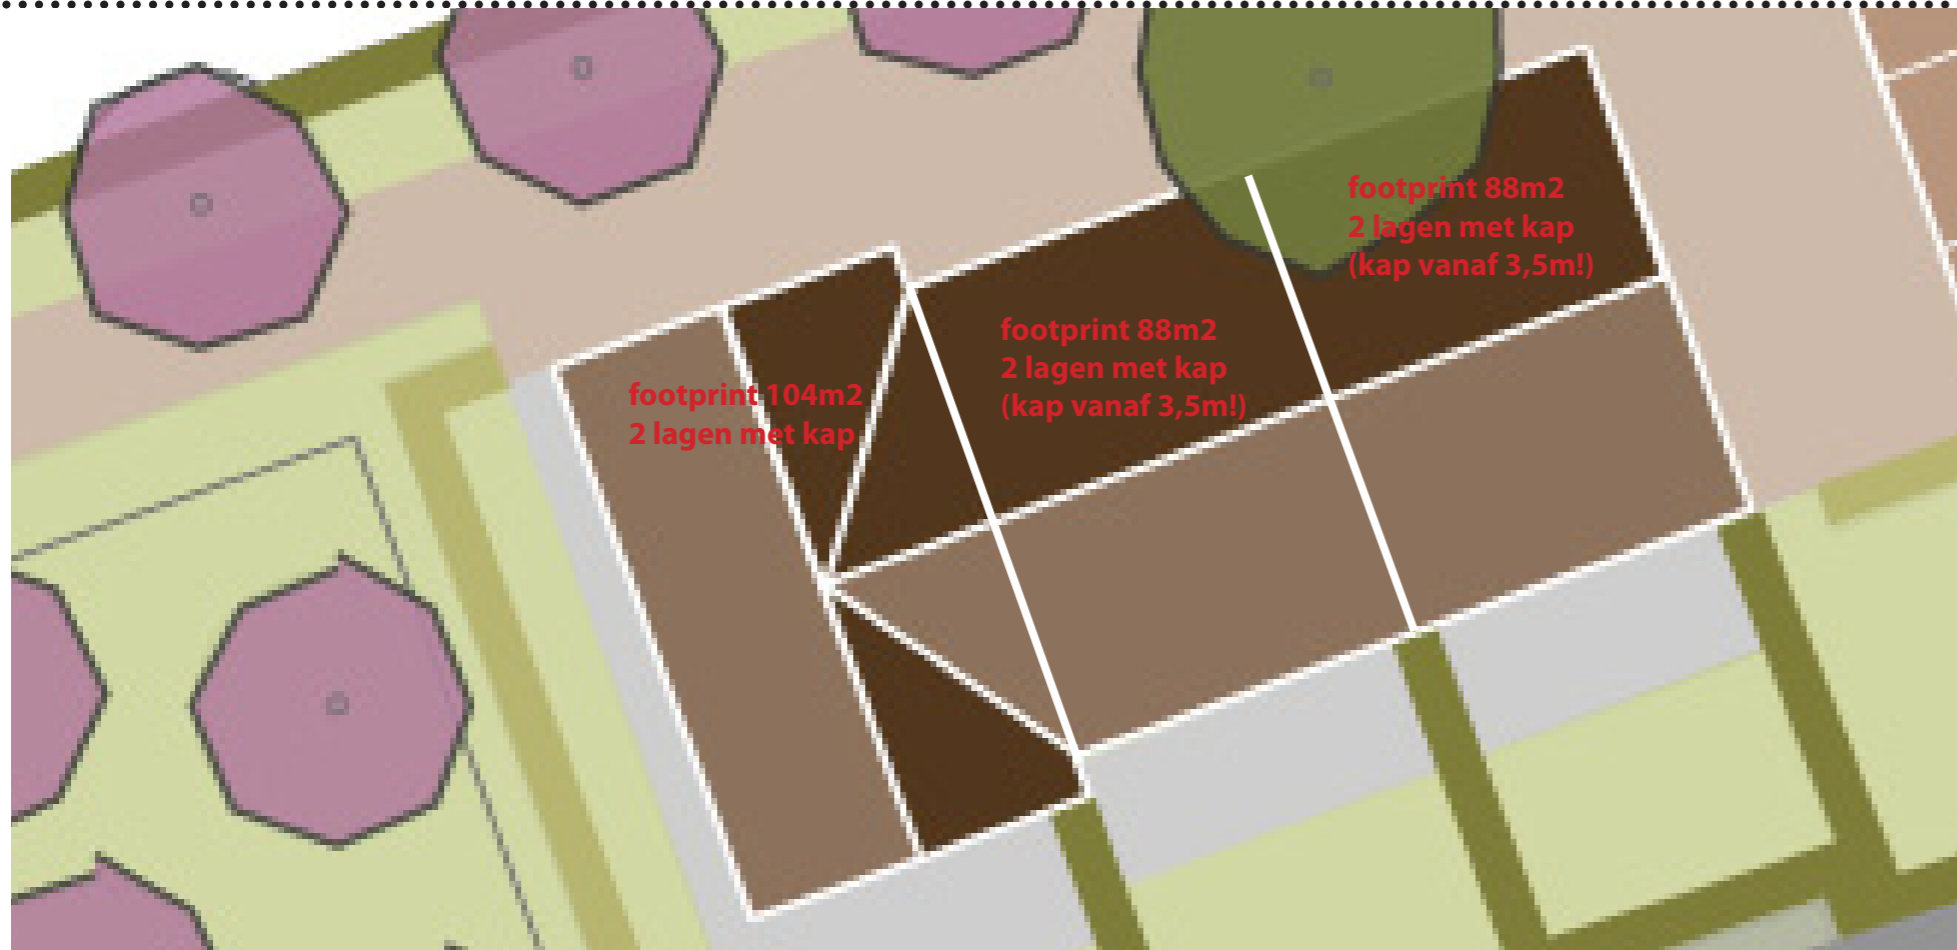 footprint 104m2
2 lagen met kap
footprint 88m2
2 lagen met kap
(kap vanaf 3,5m!)
footprint 88m2
2 lagen met kap
(kap vanaf 3,5m!)